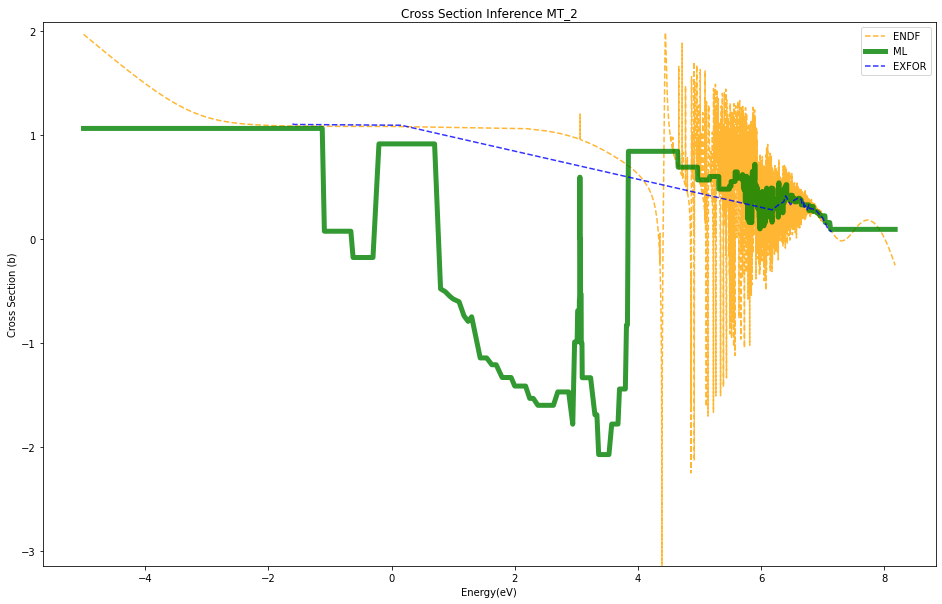 Cross Section Inference MT_2
ENDF
ML
EXFOR
Cross Section (b)
2
1
0
−1
−2
−3
−4
−2
0
2
4
6
8
Energy(eV)